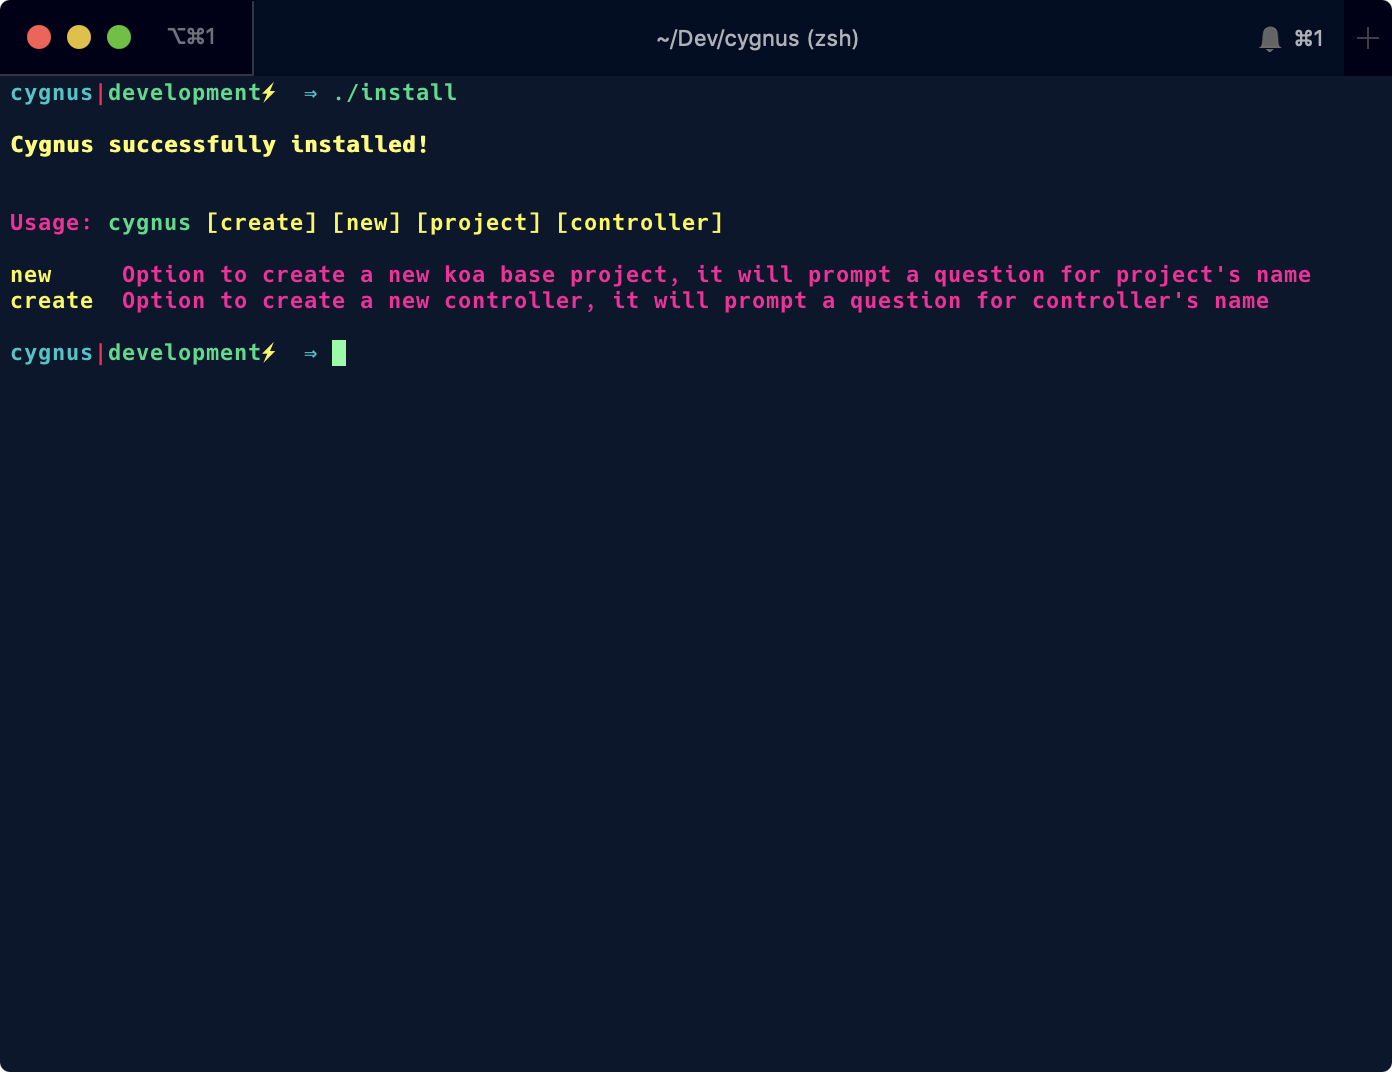 ⌥⌘1 ~/Dev/cygnus (zsh) ⌘1
cygnus|development⚡ ⇒ ./install
Cygnus successfully installed!
Usage: cygnus [create] [new] [project] [controller]
new Option to create a new koa base project, it will prompt a question for project's name
create Option to create a new controller, it will prompt a question for controller's name
cygnus|development⚡ ⇒